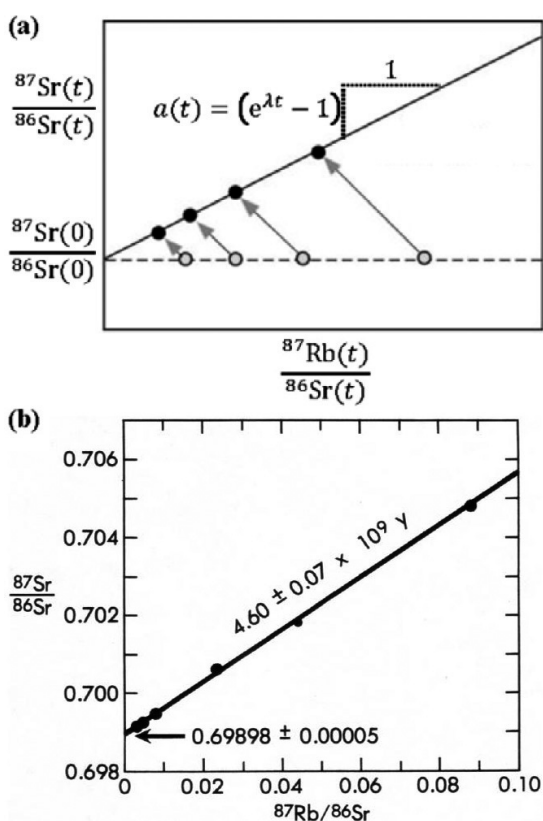 (a)
⁸⁷Sr(t)
⁸⁶Sr(t)
a(t) = (e^λt − 1)
1
⁸⁷Sr(0)
⁸⁶Sr(0)
⁸⁷Rb(t)
⁸⁶Sr(t)
(b)
0.706
0.704
⁸⁷Sr
⁸⁶Sr
0.702
0.700
0.698
4.60 ± 0.07 × 10⁹ y
0.69898 ± 0.00005
0 0.02 0.04 0.06 0.08 0.10
⁸⁷Rb/⁸⁶Sr